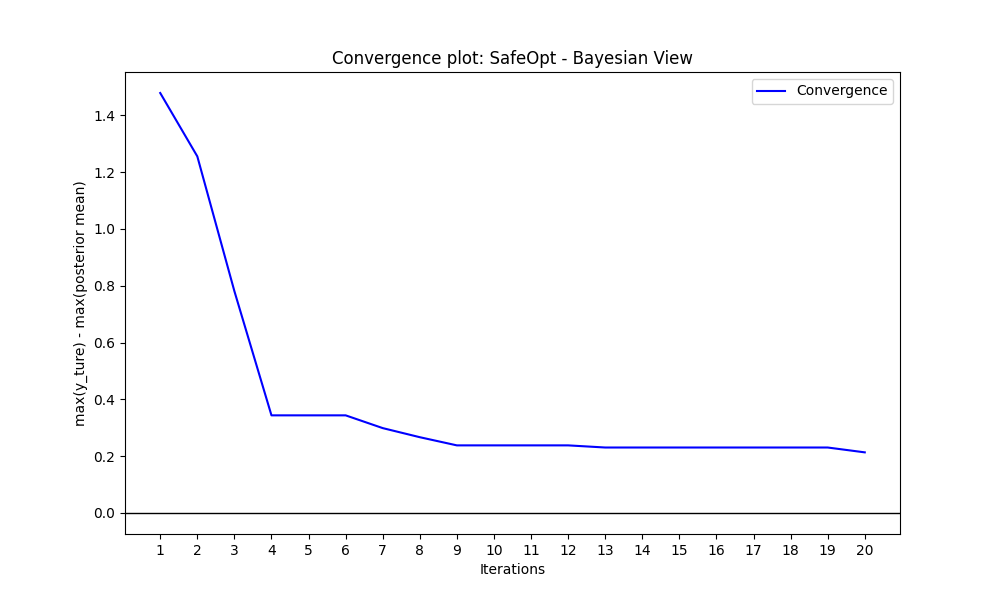 Convergence plot: SafeOpt - Bayesian View
Convergence
max(y_ture) - max(posterior mean)
1.4
1.2
1.0
0.8
0.6
0.4
0.2
0.0
1 2 3 4 5 6 7 8 9 10 11 12 13 14 15 16 17 18 19 20
Iterations